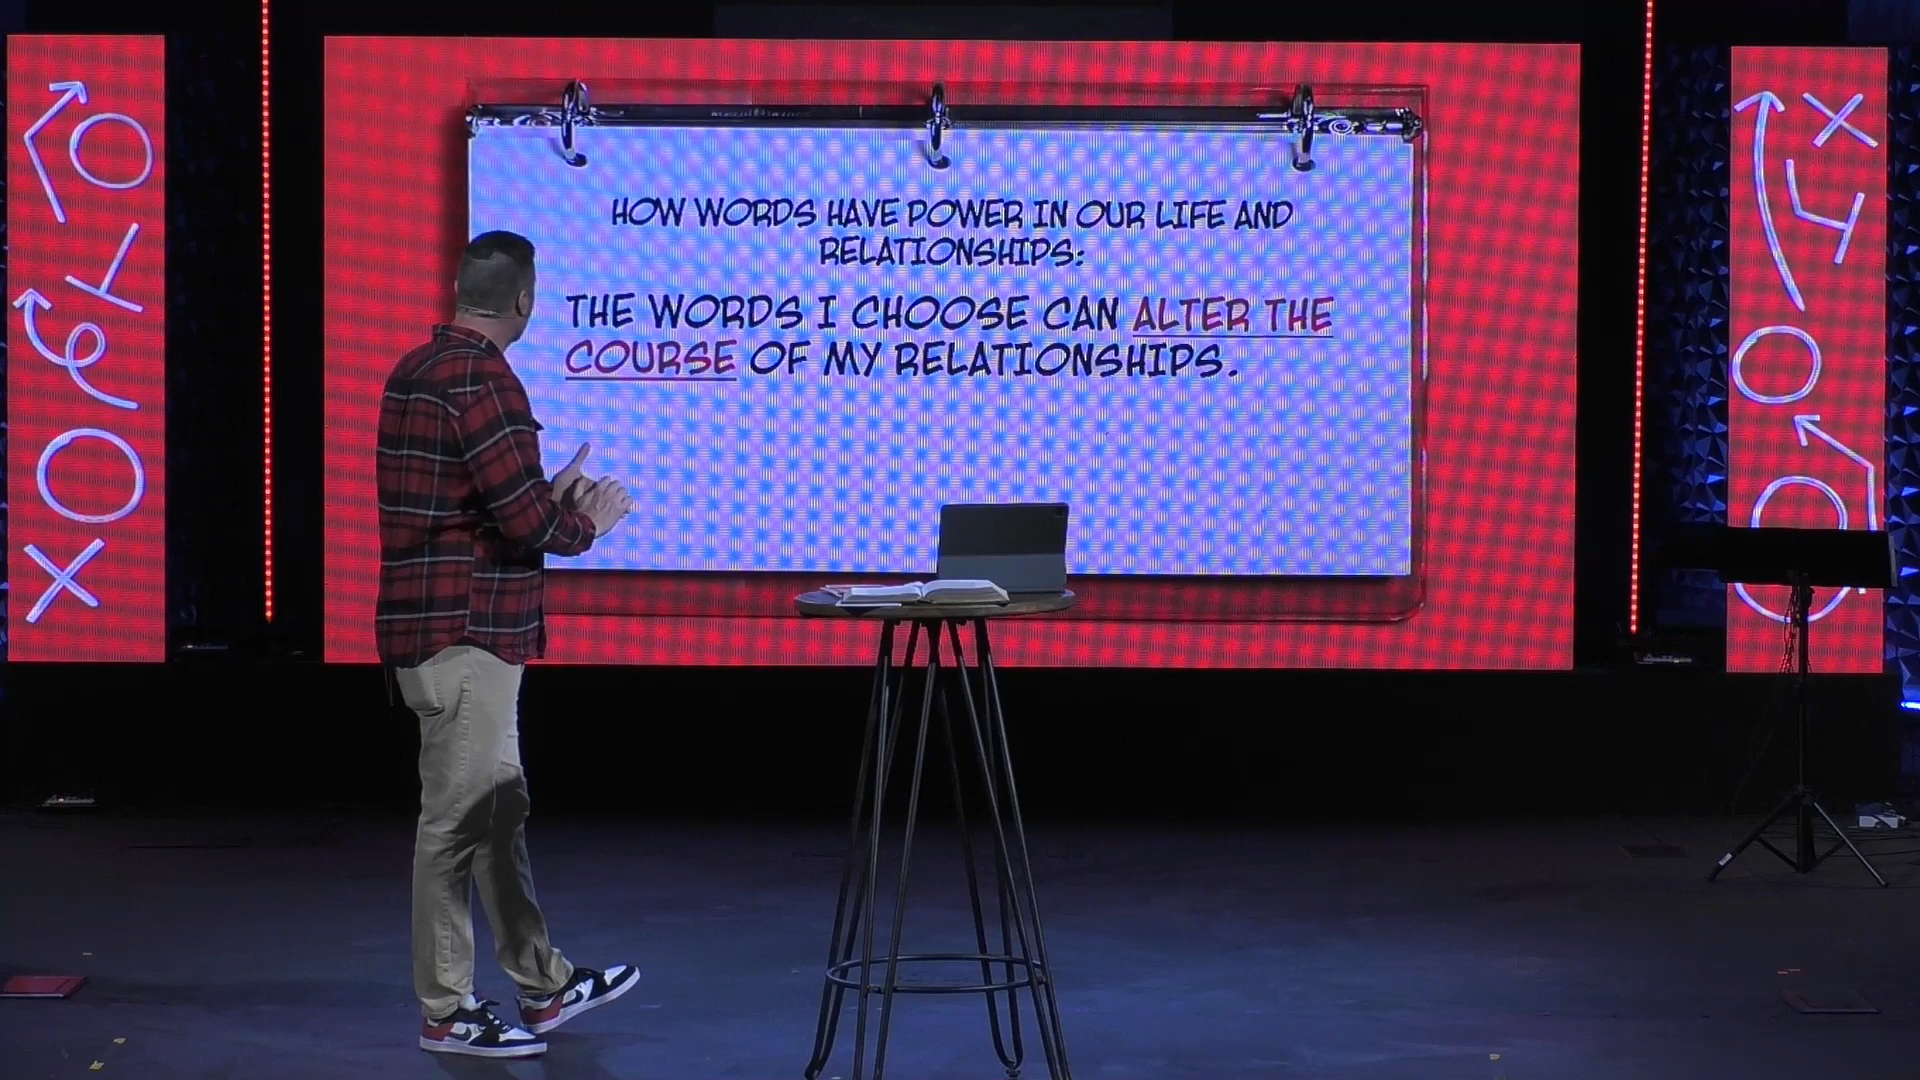 HOW WORDS HAVE POWER IN OUR LIFE AND
RELATIONSHIPS:
THE WORDS I CHOOSE CAN ALTER THE
COURSE OF MY RELATIONSHIPS.